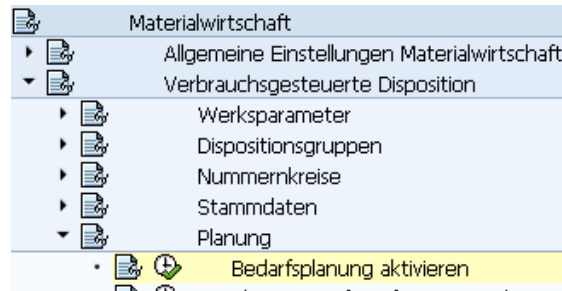 Materialwirtschaft
Allgemeine Einstellungen Materialwirtschaft
Verbrauchsgesteuerte Disposition
Werksparameter
Dispositionsgruppen
Nummernkreise
Stammdaten
Planung
Bedarfsplanung aktivieren